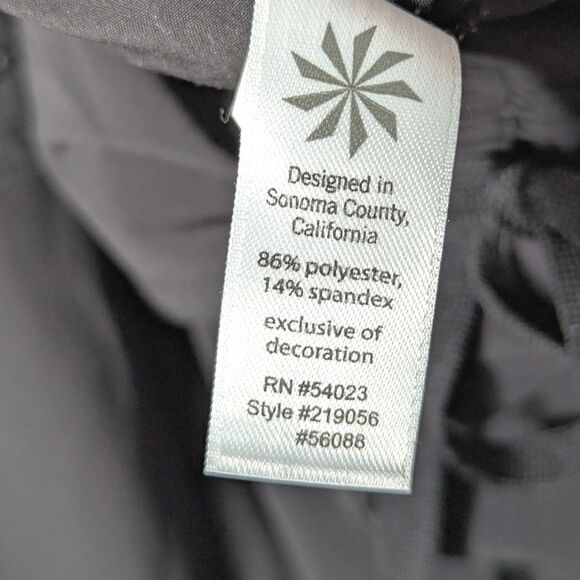 Designed in
Sonoma County,
California
86% polyester,
14% spandex
exclusive of
decoration
RN #54023
Style #219056
#56088